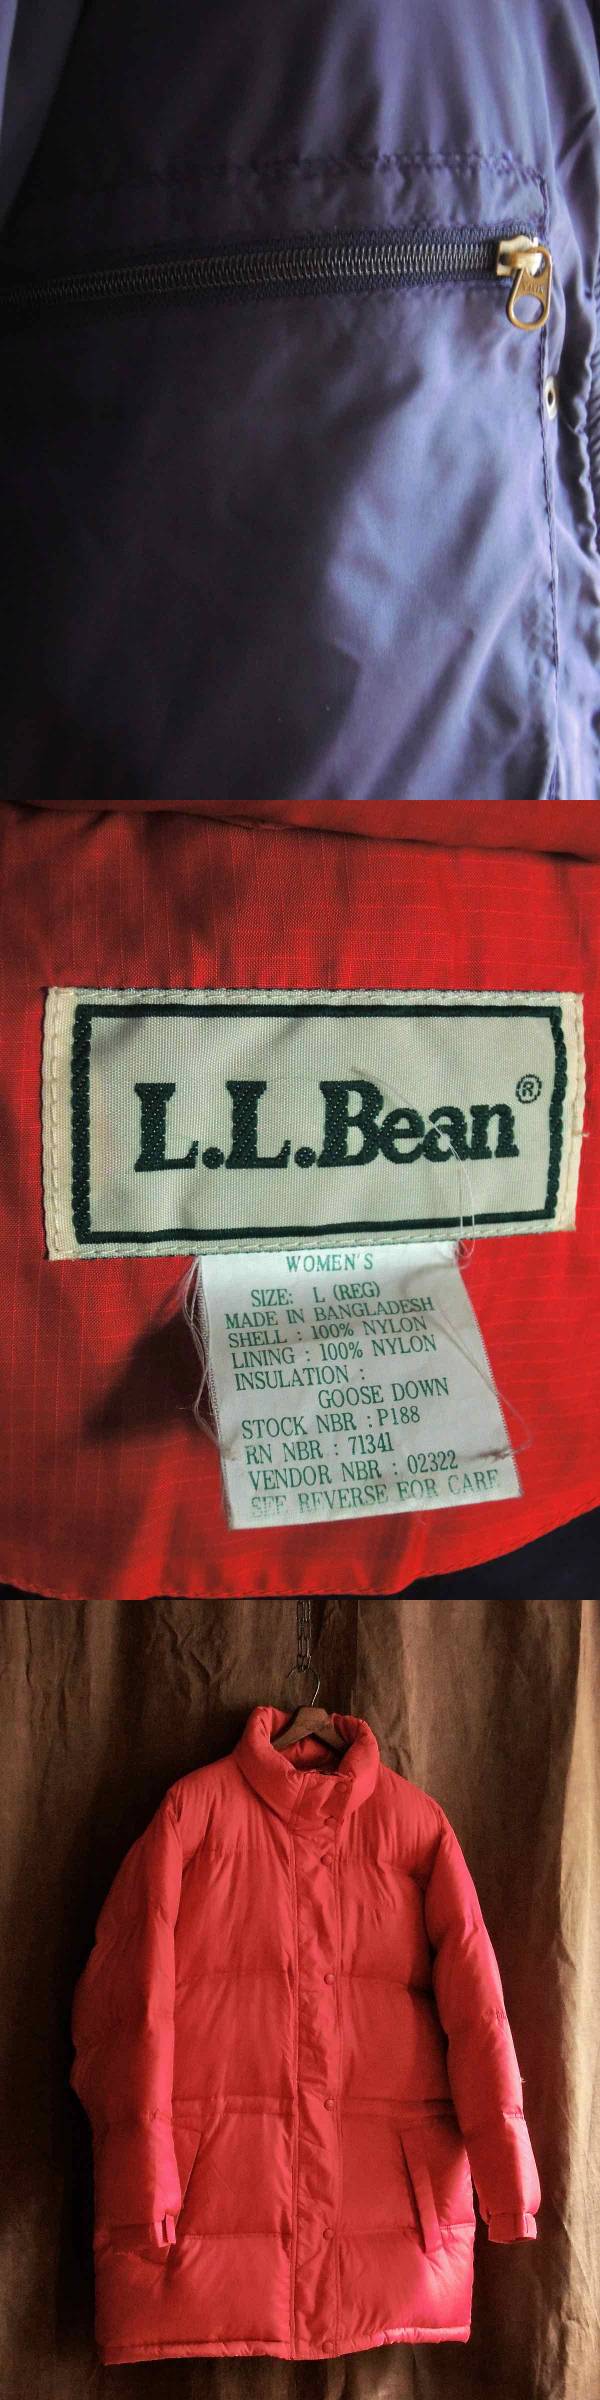 YKK
L.L.Bean®
WOMEN'S
SIZE: L (REG)
MADE IN BANGLADESH
SHELL : 100% NYLON
LINING : 100% NYLON
INSULATION :
GOOSE DOWN
STOCK NBR : P188
RN NBR : 71341
VENDOR NBR : 02322
SEE REVERSE FOR CARE